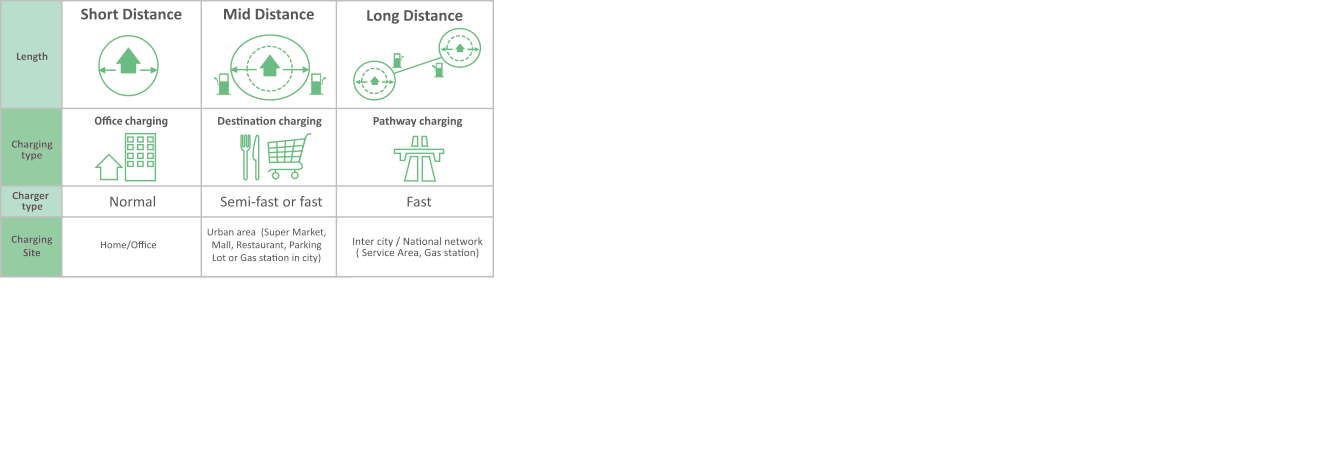 Short Distance
Mid Distance
Long Distance
Length
Office charging
Destination charging
Pathway charging
Charging
type
Charger
type
Normal
Semi-fast or fast
Fast
Charging
Site
Home/Office
Urban area (Super Market,
Mall, Restaurant, Parking
Lot or Gas station in city)
Inter city / National network
( Service Area, Gas station)